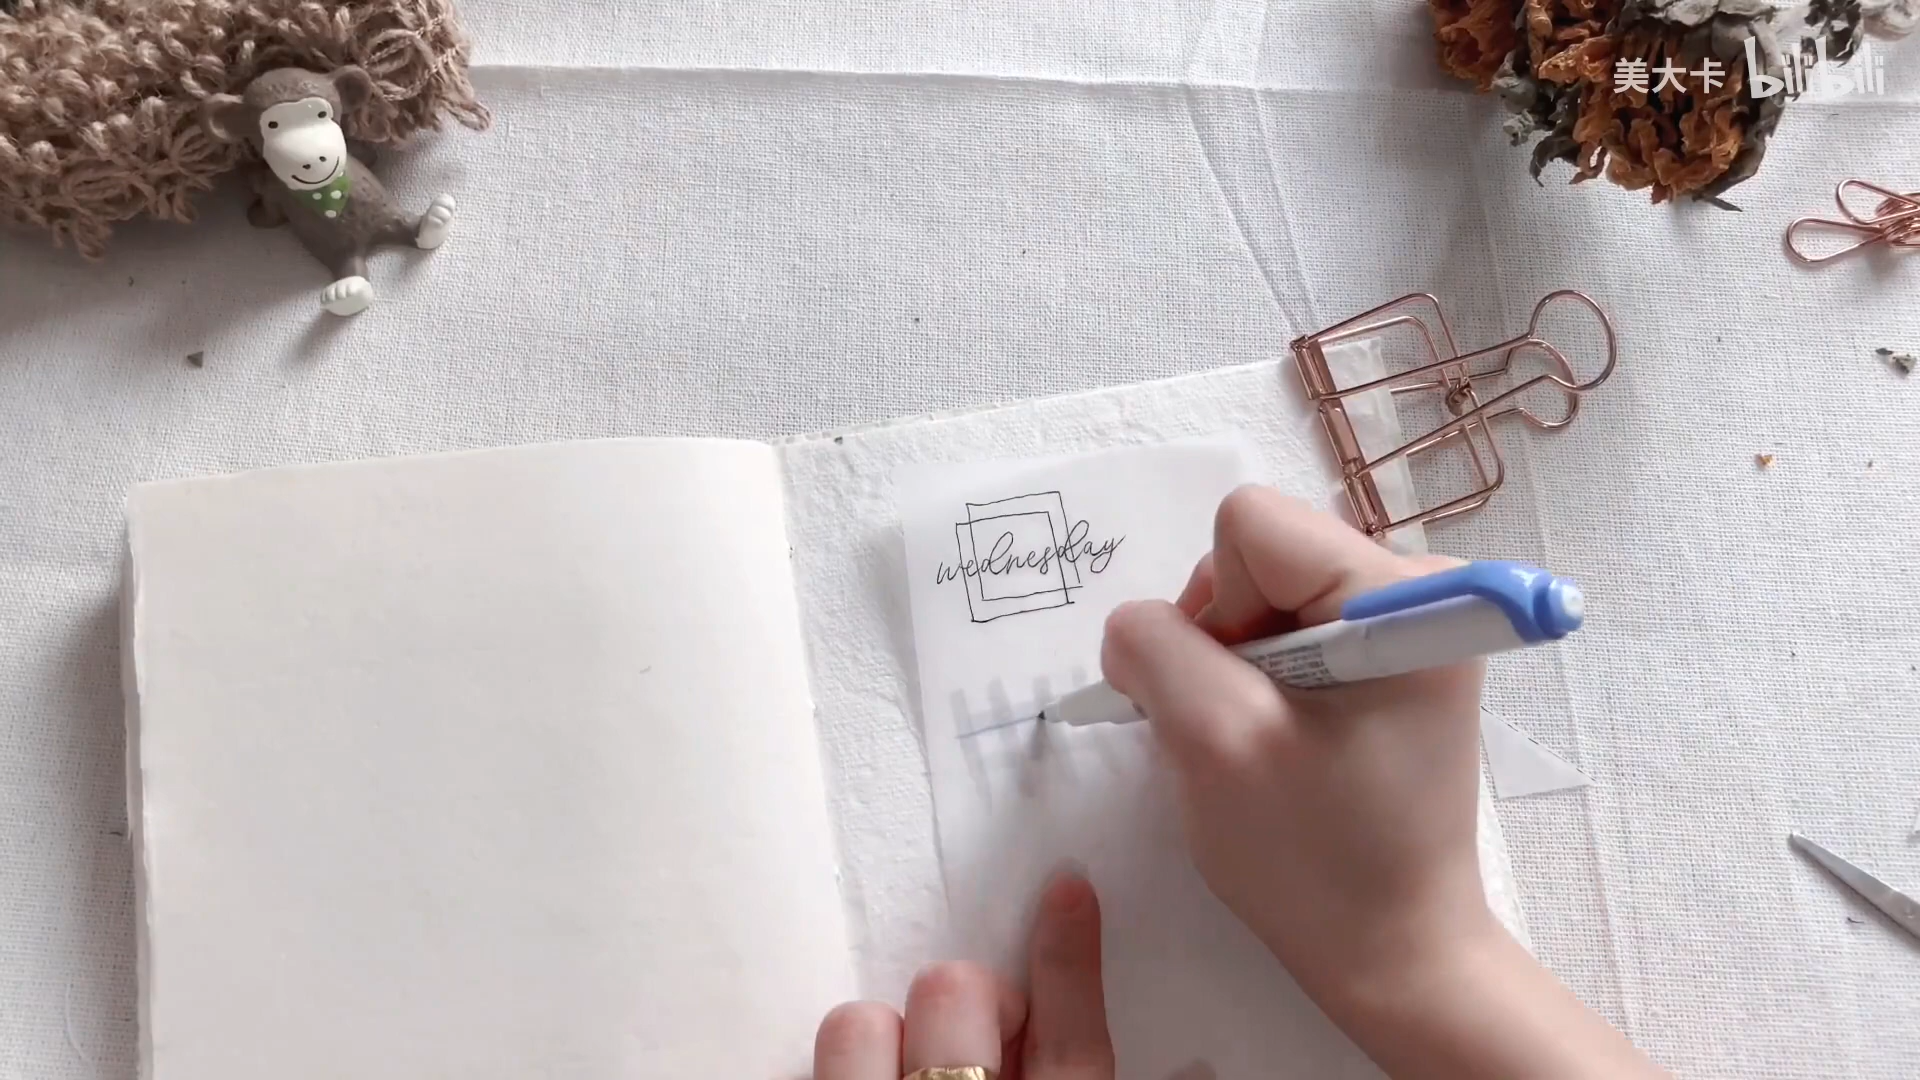 美大卡 bilibili
wednesday